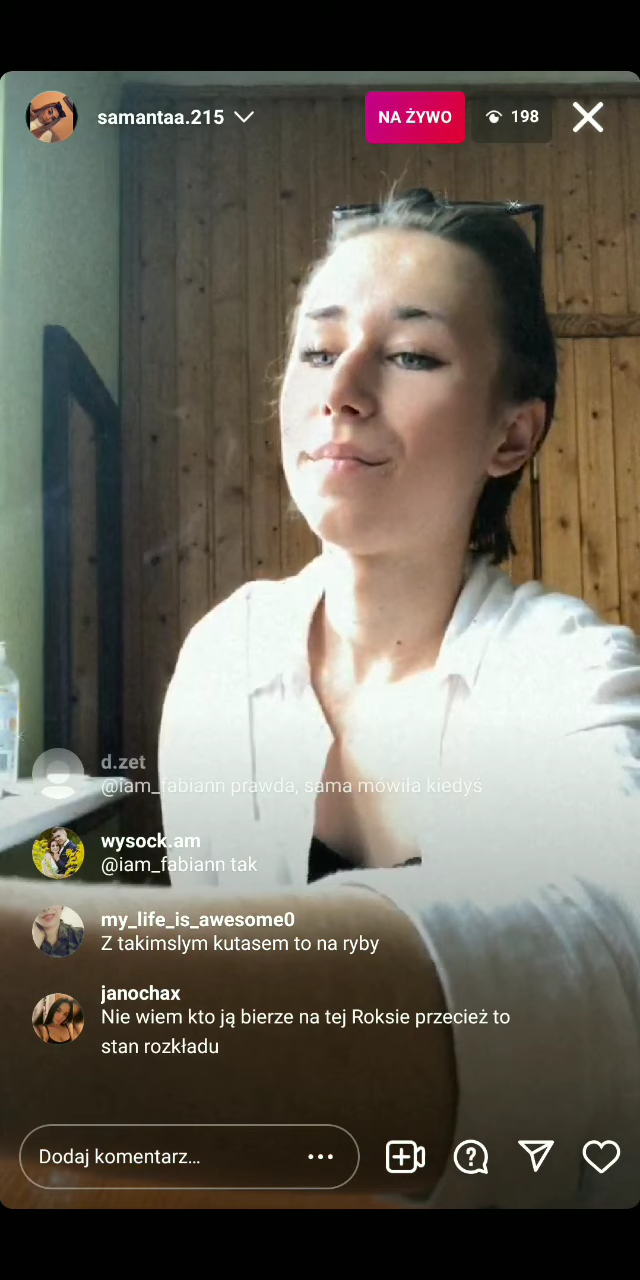 samantaa.215
NA ŻYWO
198
d.zet
@iam_fabiann prawda, sama mówiła kiedyś
wysock.am
@iam_fabiann tak
my_life_is_awesome0
Z takimslym kutasem to na ryby
janochax
Nie wiem kto ją bierze na tej Roksie przecież to
stan rozkładu
Dodaj komentarz...